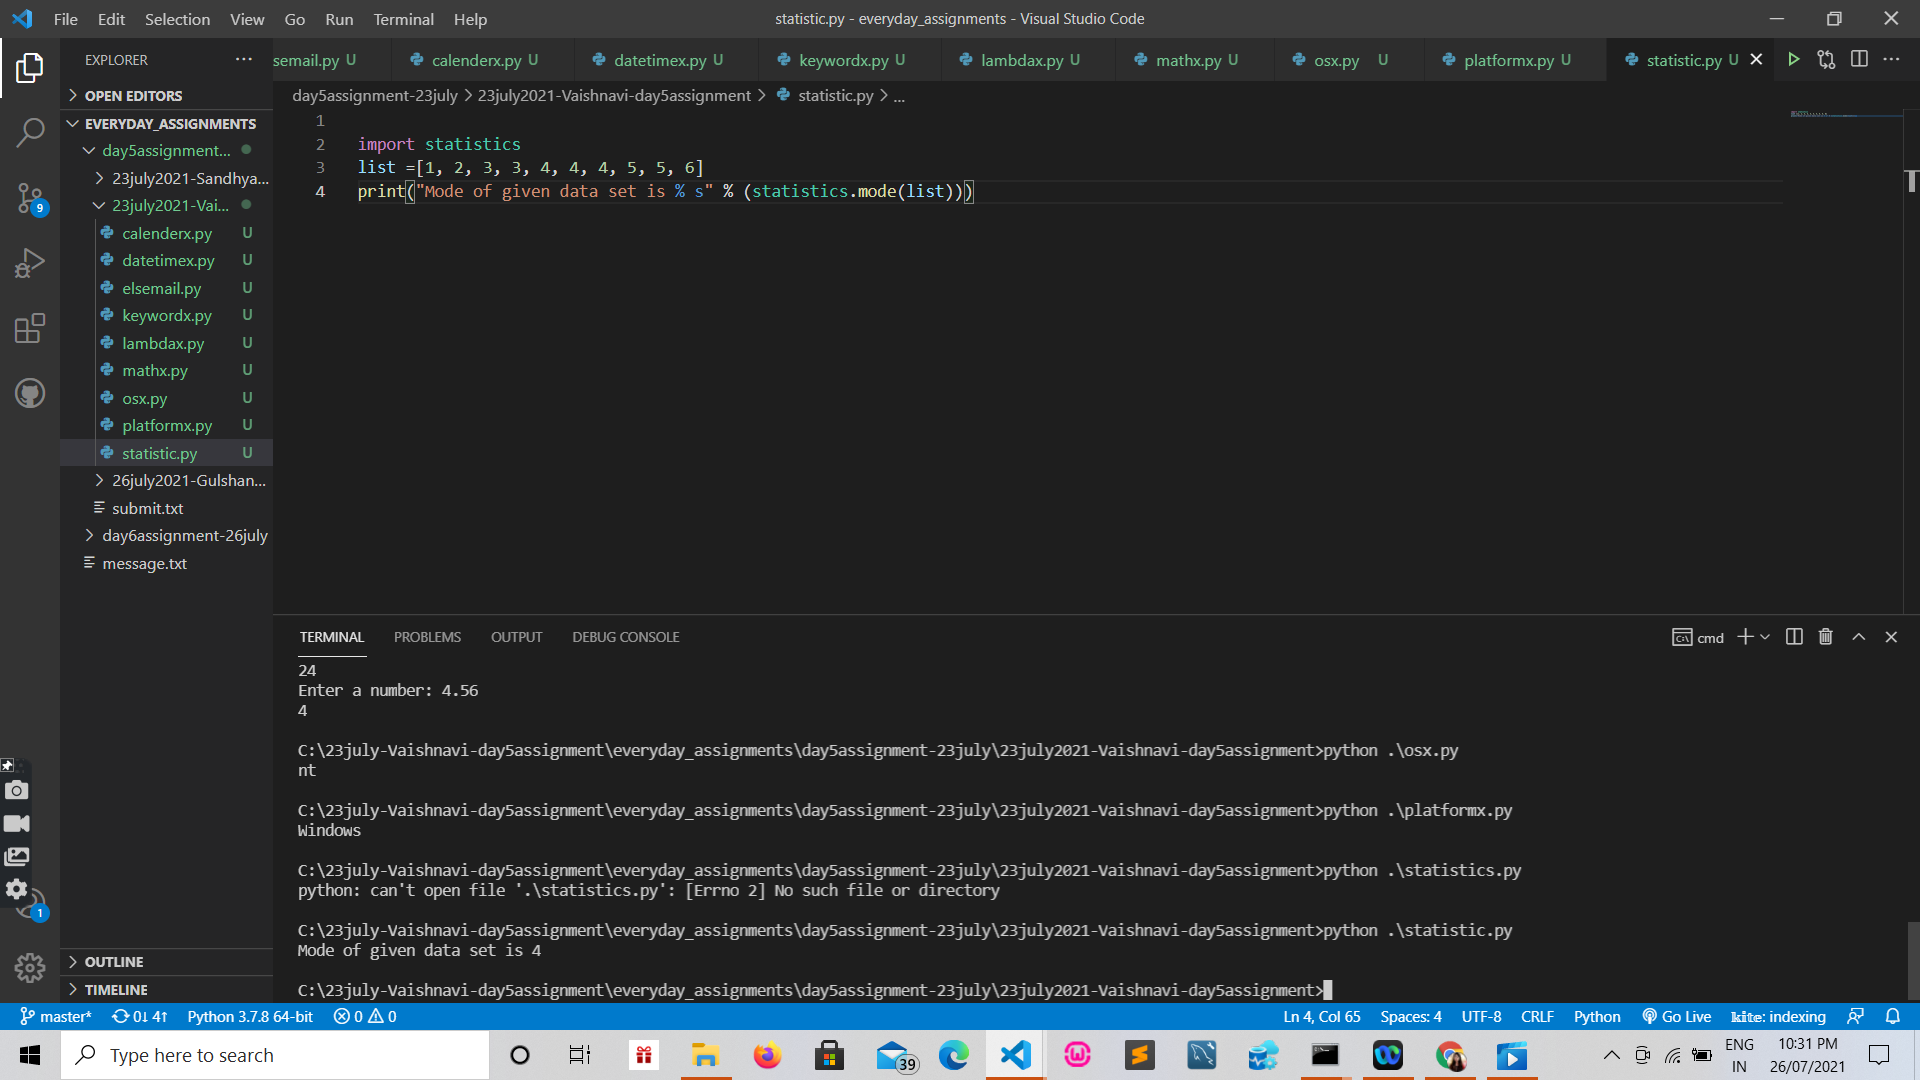 File Edit Selection View Go Run Terminal Help
statistic.py - everyday_assignments - Visual Studio Code
EXPLORER
semail.py U calenderx.py U datetimex.py U keywordx.py U lambdax.py U mathx.py U osx.py U platformx.py U statistic.py U
OPEN EDITORS
day5assignment-23july > 23july2021-Vaishnavi-day5assignment > statistic.py > ...
EVERYDAY_ASSIGNMENTS
day5assignment...
23july2021-Sandhya...
23july2021-Vai...
calenderx.py U
datetimex.py U
elsemail.py U
keywordx.py U
lambdax.py U
mathx.py U
osx.py U
platformx.py U
statistic.py U
26july2021-Gulshan...
submit.txt
day6assignment-26july
message.txt
OUTLINE
TIMELINE
9
1
1
2 import statistics
3 list =[1, 2, 3, 3, 4, 4, 4, 5, 5, 6]
4 print("Mode of given data set is % s" % (statistics.mode(list)))
TERMINAL PROBLEMS OUTPUT DEBUG CONSOLE
cmd
24
Enter a number: 4.56
4
C:\23july-Vaishnavi-day5assignment\everyday_assignments\day5assignment-23july\23july2021-Vaishnavi-day5assignment>python .\osx.py
nt
C:\23july-Vaishnavi-day5assignment\everyday_assignments\day5assignment-23july\23july2021-Vaishnavi-day5assignment>python .\platformx.py
Windows
C:\23july-Vaishnavi-day5assignment\everyday_assignments\day5assignment-23july\23july2021-Vaishnavi-day5assignment>python .\statistics.py
python: can't open file '.\statistics.py': [Errno 2] No such file or directory
C:\23july-Vaishnavi-day5assignment\everyday_assignments\day5assignment-23july\23july2021-Vaishnavi-day5assignment>python .\statistic.py
Mode of given data set is 4
C:\23july-Vaishnavi-day5assignment\everyday_assignments\day5assignment-23july\23july2021-Vaishnavi-day5assignment>
master* 0↓ 4↑ Python 3.7.8 64-bit 0 0
Ln 4, Col 65 Spaces: 4 UTF-8 CRLF Python Go Live kite: indexing
Type here to search
39
ENG
IN
10:31 PM
26/07/2021